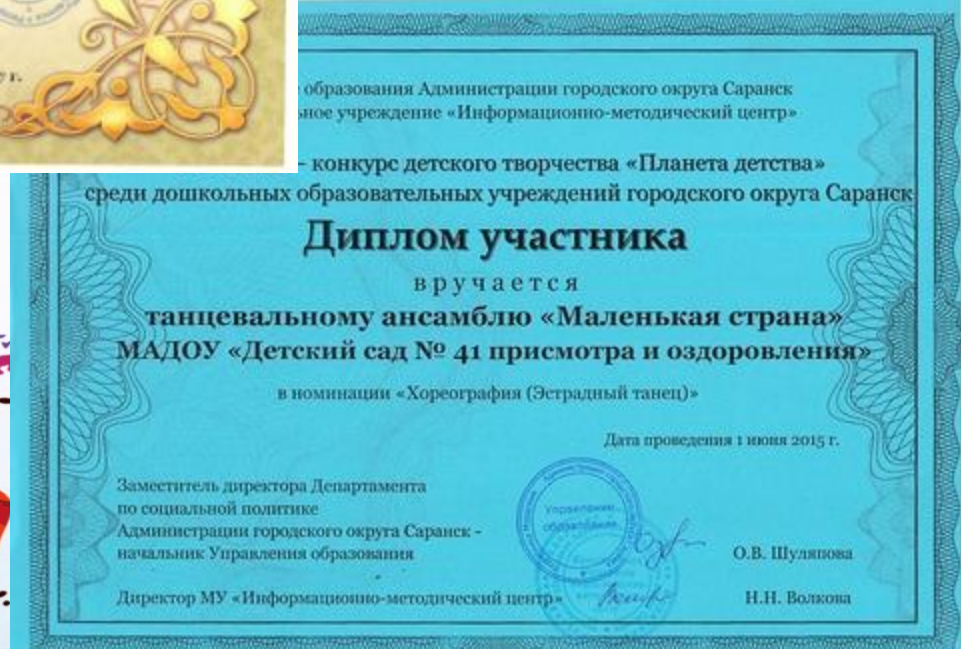 г.
образования Администрации городского округа Саранск
учреждение «Информационно-методический центр»
- конкурс детского творчества «Планета детства»
среди дошкольных образовательных учреждений городского округа Саранск
Диплом участника
вручается
танцевальному ансамблю «Маленькая страна»
МАДОУ «Детский сад № 41 присмотра и оздоровления»
в номинации «Хореография (Эстрадный танец)»
Дата проведения 1 июня 2015 г.
Заместитель директора Департамента
по социальной политике
Администрации городского округа Саранск -
начальник Управления образования
О.В. Шуляпова
Управление
образования
Директор МУ «Информационно-методический центр»
Н.Н. Волкова